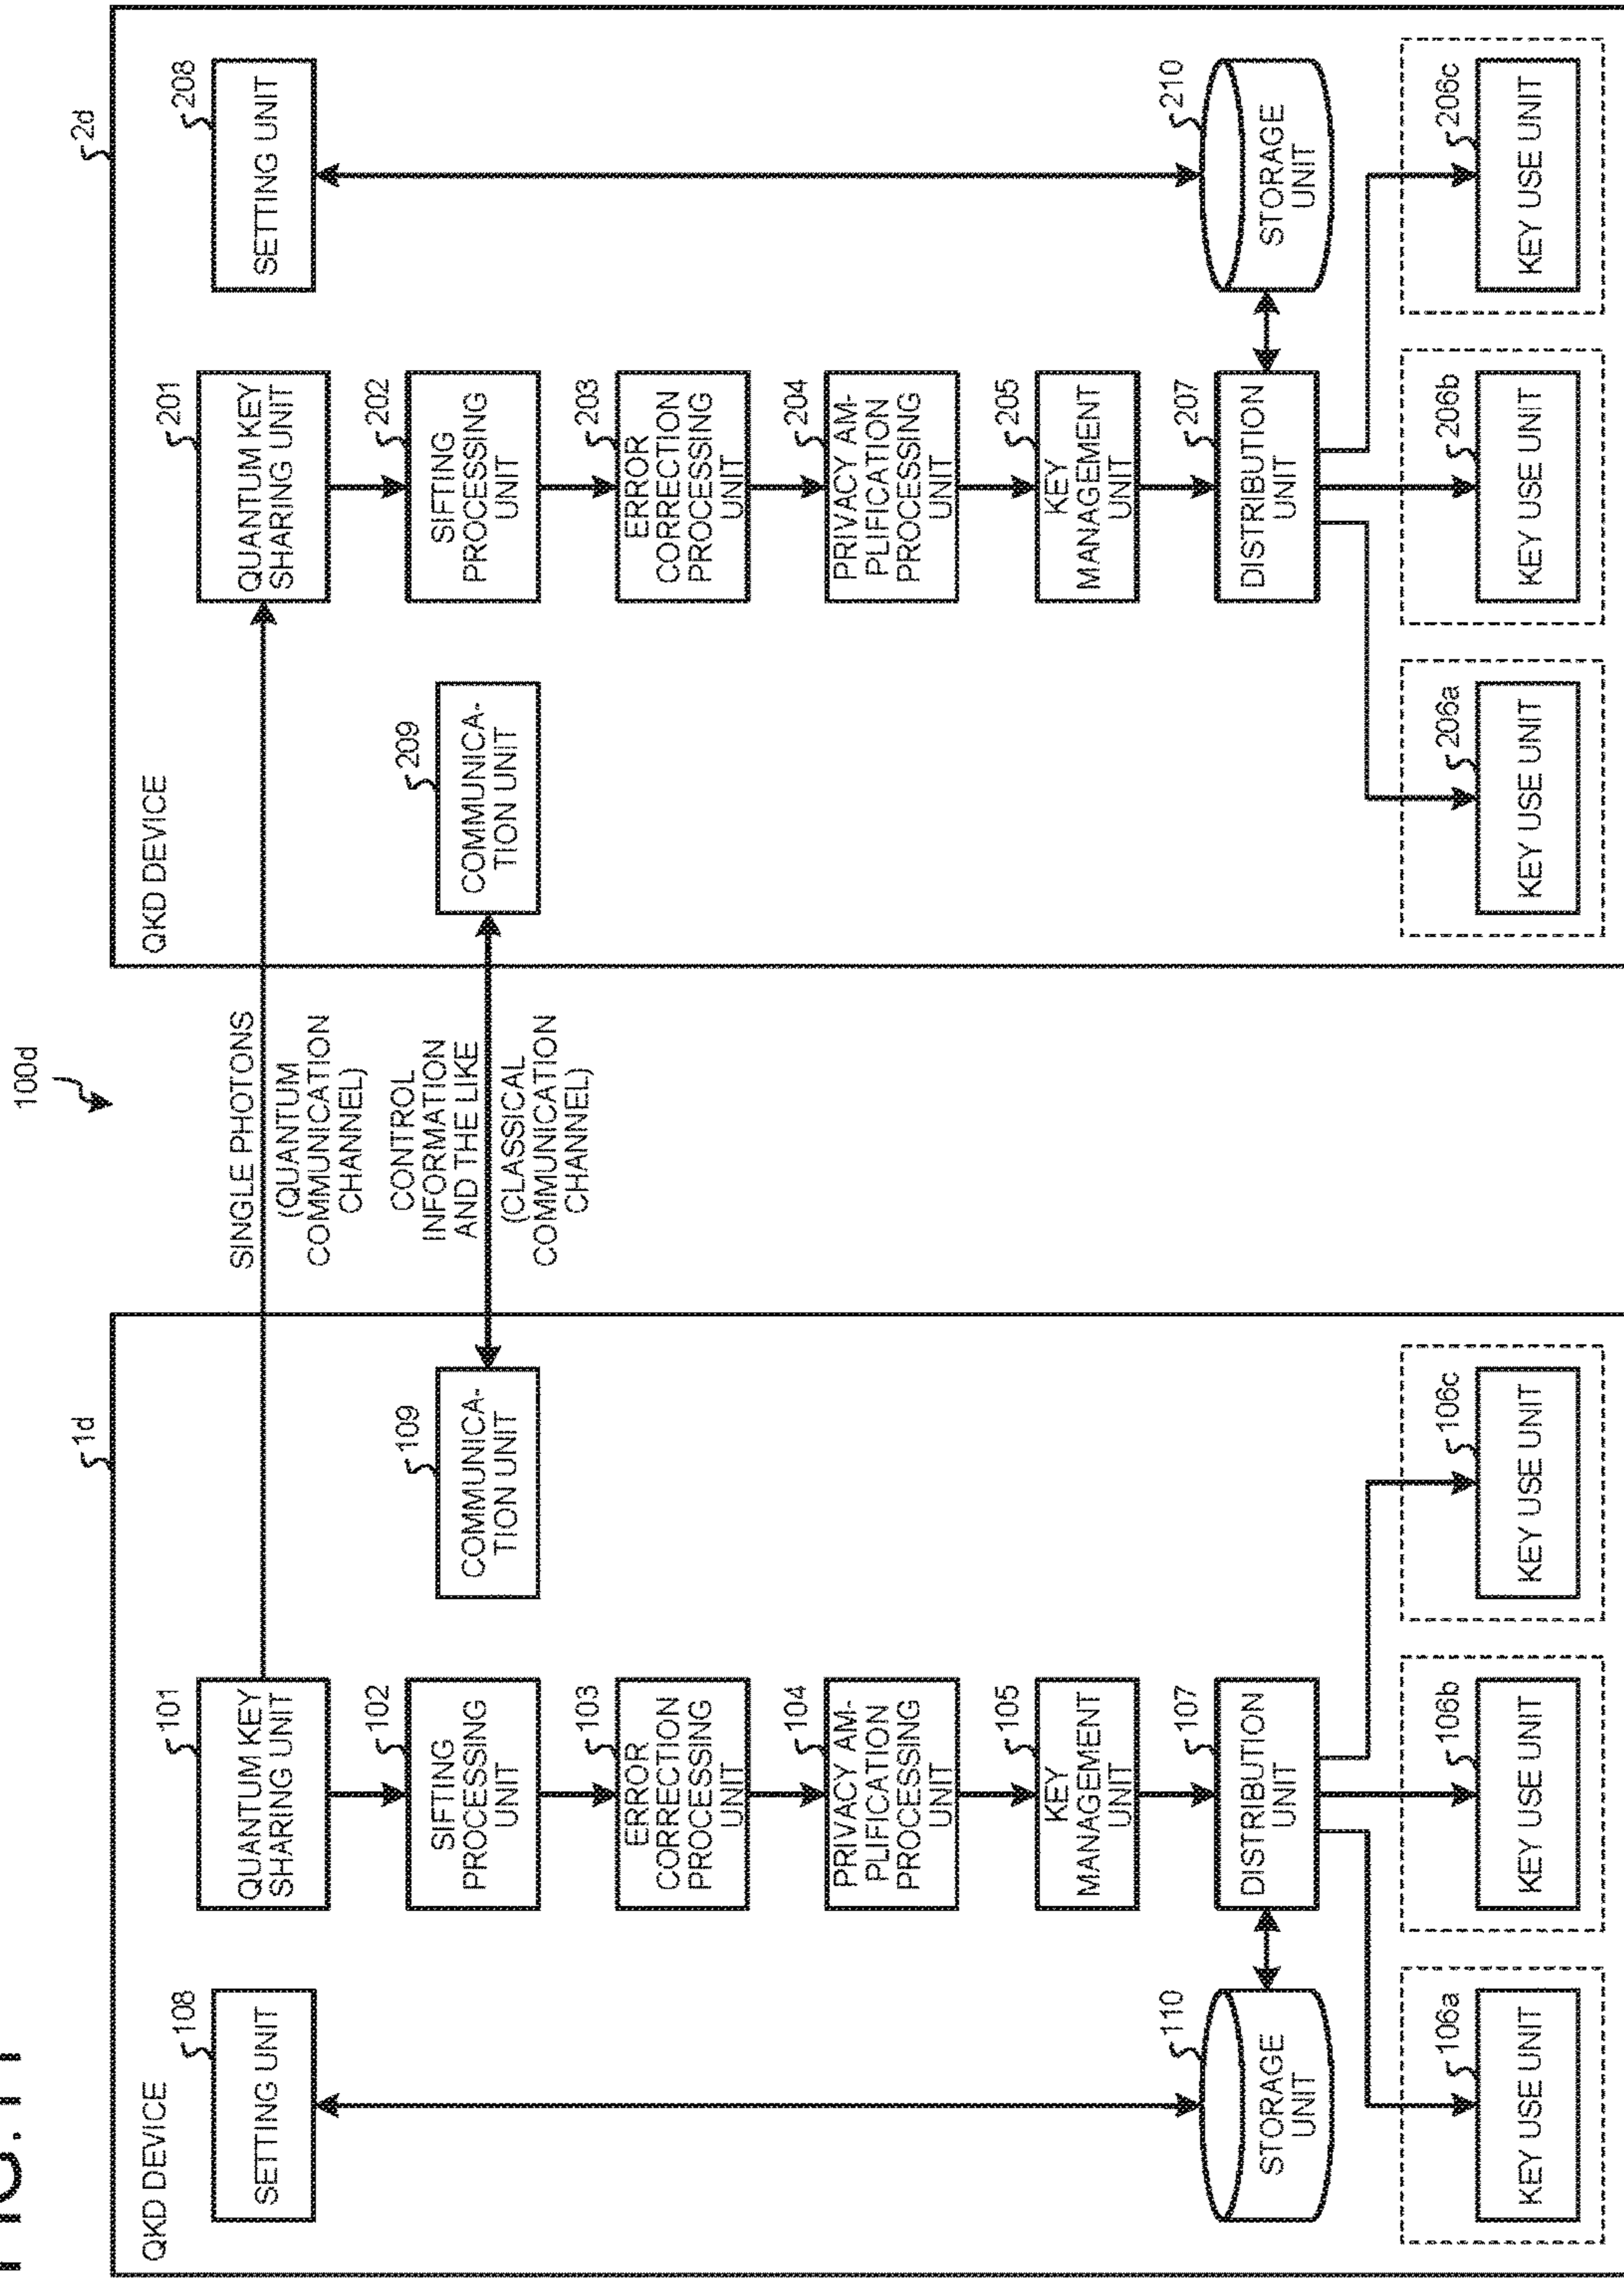 100d
1d
QKD DEVICE
108
SETTING UNIT
101
QUANTUM KEY
SHARING UNIT
102
SIFTING
PROCESSING
UNIT
109
COMMUNICA-
TION UNIT
103
ERROR
CORRECTION
PROCESSING
UNIT
104
PRIVACY AM-
PLIFICATION
PROCESSING
UNIT
105
KEY
MANAGEMENT
UNIT
110
STORAGE
UNIT
107
DISTRIBUTION
UNIT
106a
KEY USE UNIT
106b
KEY USE UNIT
106c
KEY USE UNIT
SINGLE PHOTONS
(QUANTUM
COMMUNICATION
CHANNEL)
CONTROL
INFORMATION
AND THE LIKE
(CLASSICAL
COMMUNICATION
CHANNEL)
2d
QKD DEVICE
201
QUANTUM KEY
SHARING UNIT
208
SETTING UNIT
209
COMMUNICA-
TION UNIT
202
SIFTING
PROCESSING
UNIT
203
ERROR
CORRECTION
PROCESSING
UNIT
204
PRIVACY AM-
PLIFICATION
PROCESSING
UNIT
205
KEY
MANAGEMENT
UNIT
207
DISTRIBUTION
UNIT
210
STORAGE
UNIT
206a
KEY USE UNIT
206b
KEY USE UNIT
206c
KEY USE UNIT